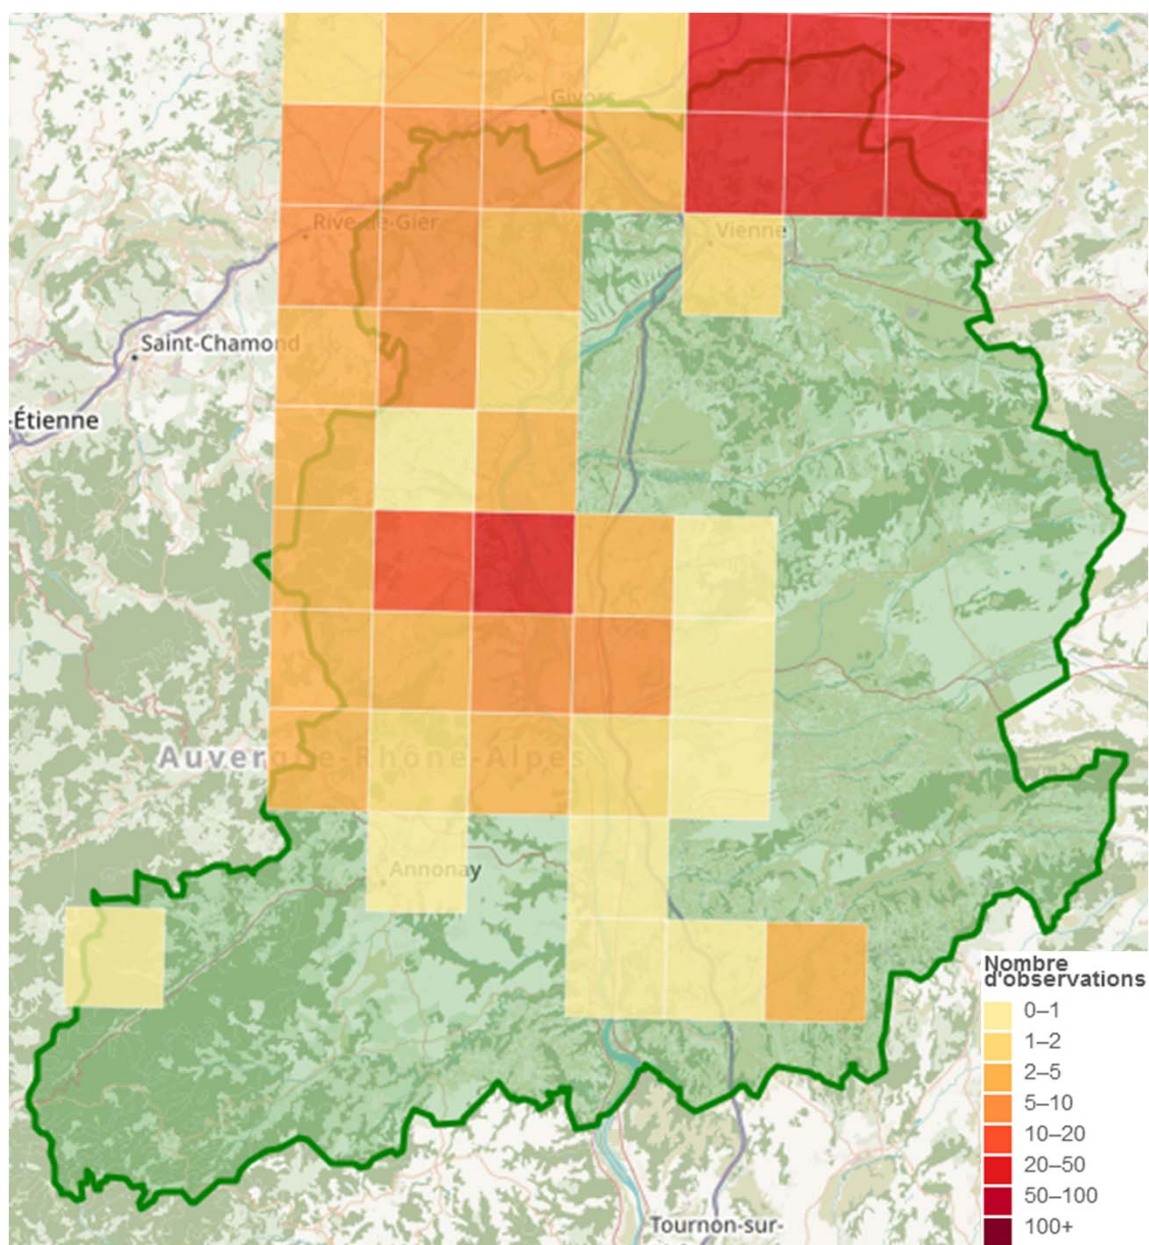 Givors
Rive-de-Gier
Vienne
Saint-Chamond
-Étienne
Auvergne-Rhône-Alpes
Annonay
Nombre
d'observations
0–1
1–2
2–5
5–10
10–20
20–50
50–100
100+
Tournon-sur-